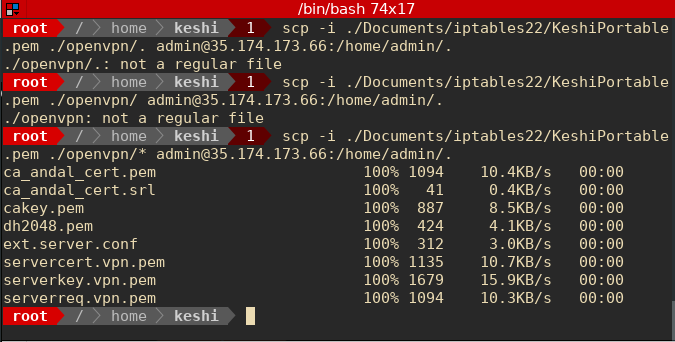 /bin/bash 74x17
root / home keshi 1 scp -i ./Documents/iptables22/KeshiPortable
.pem ./openvpn/. admin@35.174.173.66:/home/admin/.
./openvpn/.: not a regular file
root / home keshi 1 scp -i ./Documents/iptables22/KeshiPortable
.pem ./openvpn/ admin@35.174.173.66:/home/admin/.
./openvpn: not a regular file
root / home keshi 1 scp -i ./Documents/iptables22/KeshiPortable
.pem ./openvpn/* admin@35.174.173.66:/home/admin/.
ca_andal_cert.pem 100% 1094 10.4KB/s 00:00
ca_andal_cert.srl 100% 41 0.4KB/s 00:00
cakey.pem 100% 887 8.5KB/s 00:00
dh2048.pem 100% 424 4.1KB/s 00:00
ext.server.conf 100% 312 3.0KB/s 00:00
servercert.vpn.pem 100% 1135 10.7KB/s 00:00
serverkey.vpn.pem 100% 1679 15.9KB/s 00:00
serverreq.vpn.pem 100% 1094 10.3KB/s 00:00
root / home keshi